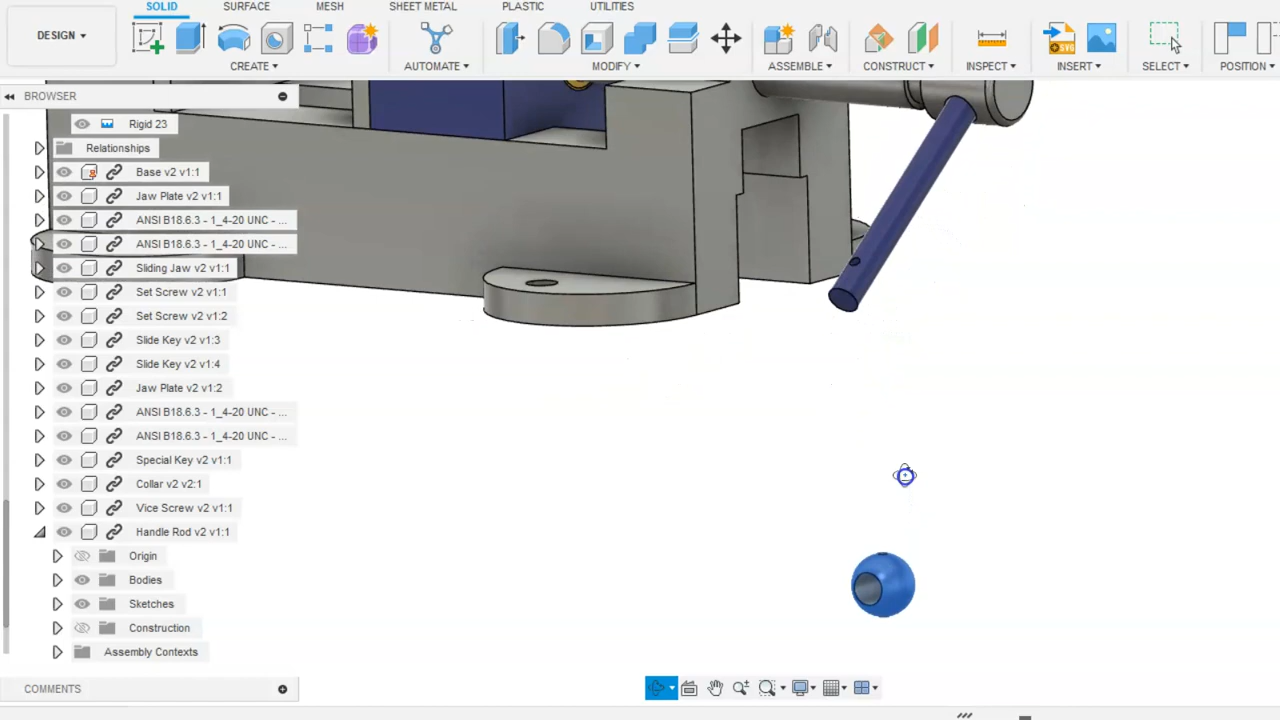 SOLID SURFACE MESH SHEET METAL PLASTIC UTILITIES
DESIGN
CREATE AUTOMATE MODIFY ASSEMBLE CONSTRUCT INSPECT INSERT SELECT POSITION
SVG
BROWSER
Rigid 23
Relationships
Base v2 v1:1
Jaw Plate v2 v1:1
ANSI B18.6.3 - 1_4-20 UNC - ...
ANSI B18.6.3 - 1_4-20 UNC - ...
Sliding Jaw v2 v1:1
Set Screw v2 v1:1
Set Screw v2 v1:2
Slide Key v2 v1:3
Slide Key v2 v1:4
Jaw Plate v2 v1:2
ANSI B18.6.3 - 1_4-20 UNC - ...
ANSI B18.6.3 - 1_4-20 UNC - ...
Special Key v2 v1:1
Collar v2 v2:1
Vice Screw v2 v1:1
Handle Rod v2 v1:1
Origin
Bodies
Sketches
Construction
Assembly Contexts
COMMENTS